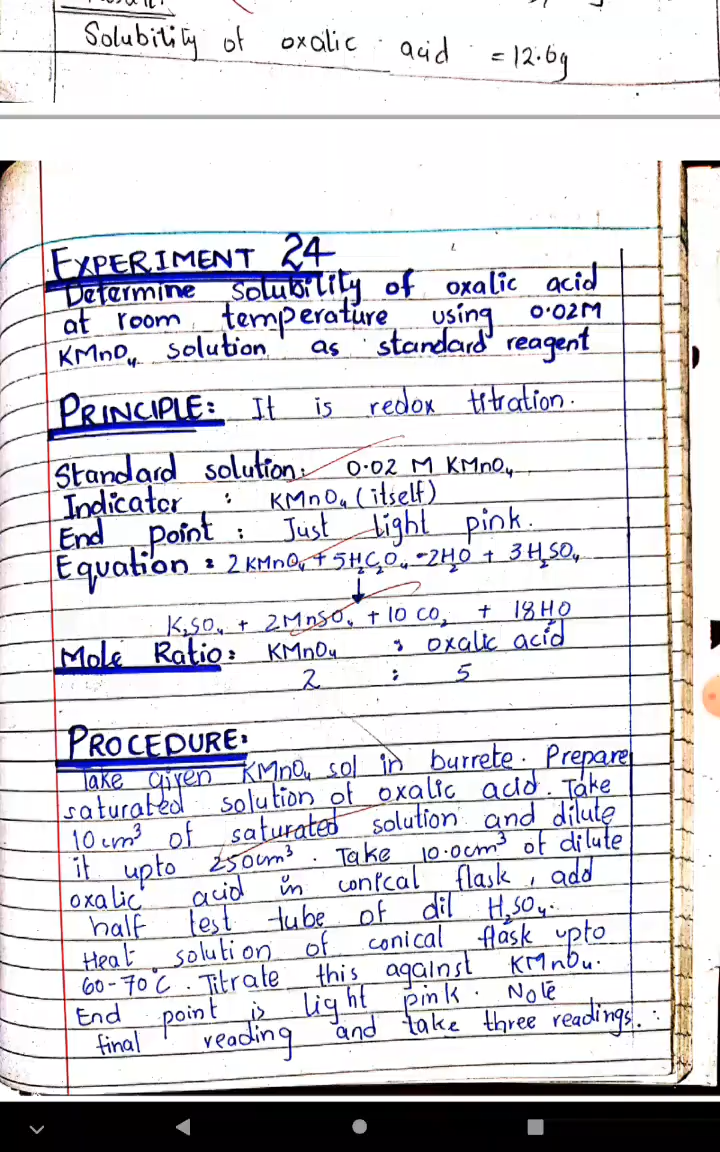 Result:
Solubility of oxalic acid = 12.6g
EXPERIMENT 24
Determine solubility of oxalic acid
at room temperature using 0.02M
KMnO₄ solution as standard reagent
PRINCIPLE: It is redox titration.
Standard solution: 0.02 M KMnO₄
Indicator : KMnO₄ (itself)
End Point : Just light pink.
Equation : 2 KMnO₄ + 5H₂C₂O₄ - 2H₂O + 3H₂SO₄
↓
K₂SO₄ + 2MnSO₄ + 10 CO₂ + 18H₂O
Mole Ratio: KMnO₄ : oxalic acid
2 : 5
PROCEDURE:
Take Given KMnO₄ sol in burrete. Prepare
saturated solution of oxalic acid. Take
10cm³ of saturated solution and dilute
it upto 250cm³. Take 10.0cm³ of dilute
oxalic acid in conical flask, add
half test tube of dil H₂SO₄.
Heat solution of conical flask upto
60-70°C. Titrate this against KMnO₄.
End point is light pink. Note
final reading and take three readings.